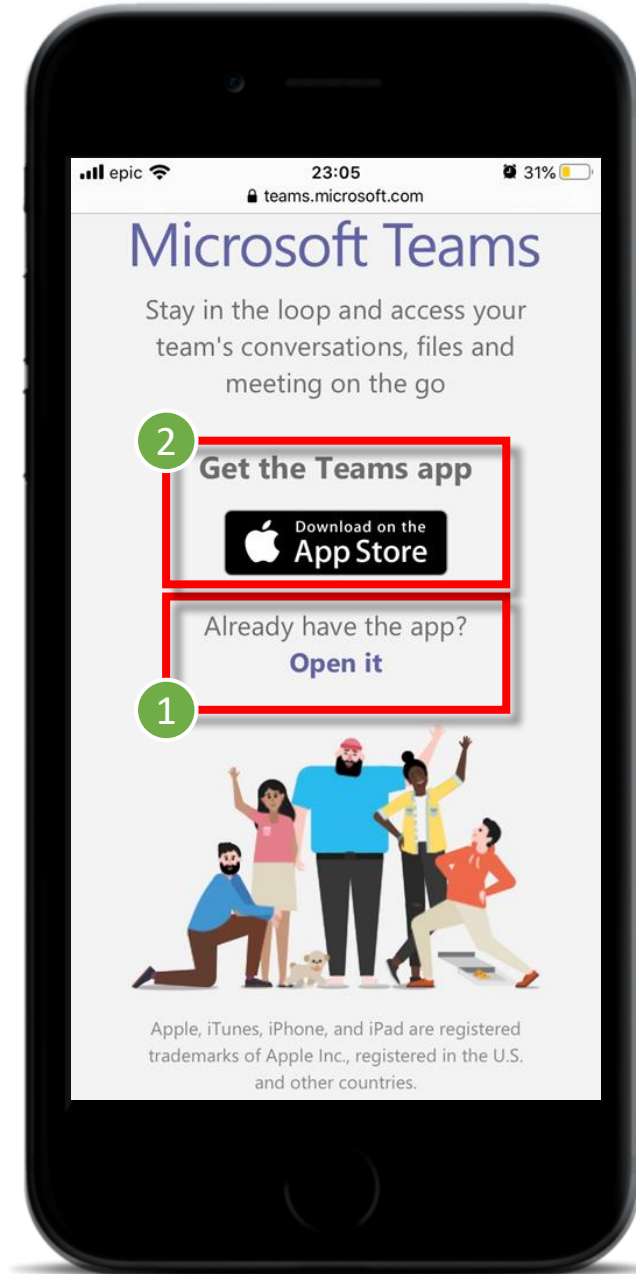 epic 23:05 31%
teams.microsoft.com
Microsoft Teams
Stay in the loop and access your
team's conversations, files and
meeting on the go
2
Get the Teams app
Download on the
App Store
Already have the app?
Open it
1
Apple, iTunes, iPhone, and iPad are registered
trademarks of Apple Inc., registered in the U.S.
and other countries.